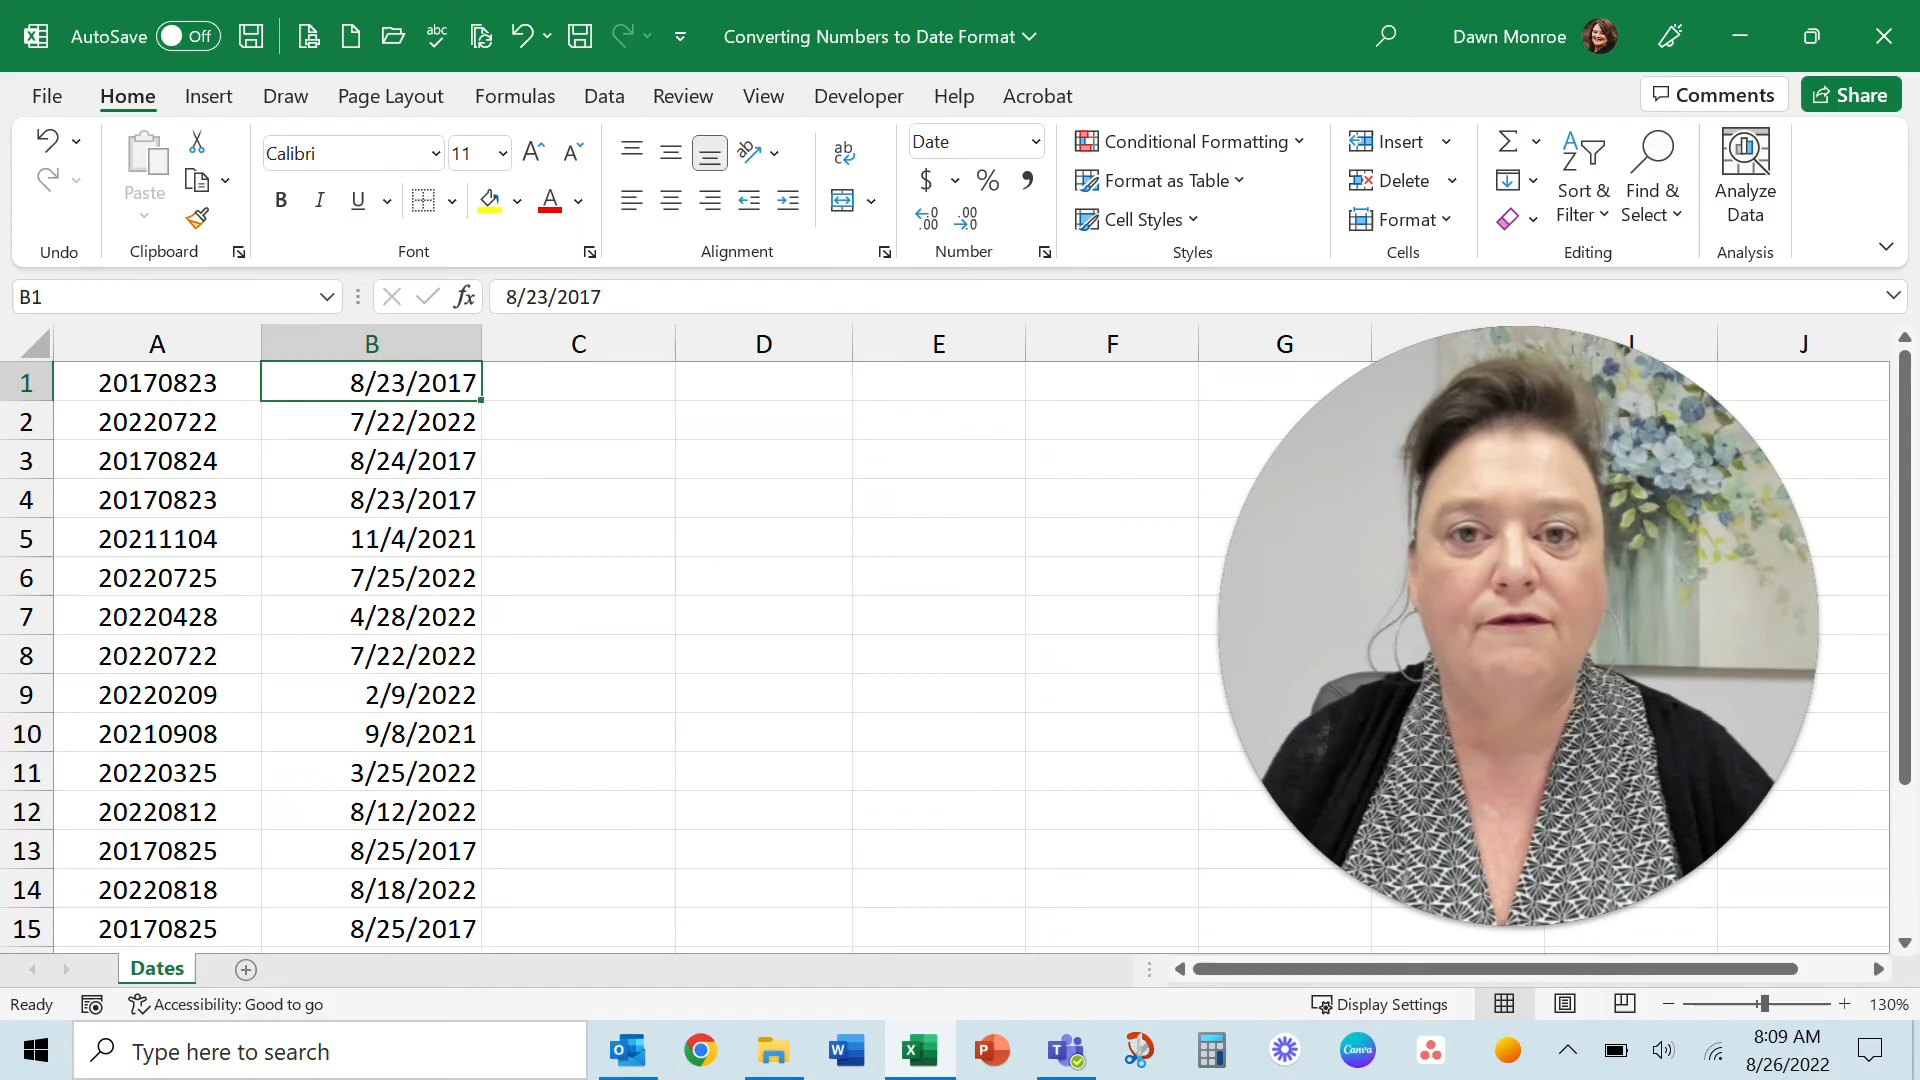 AutoSave Off Converting Numbers to Date Format Dawn Monroe
File Home Insert Draw Page Layout Formulas Data Review View Developer Help Acrobat Comments Share
Paste
Undo
Clipboard
Calibri 11
B I U A
Font
ab
Alignment
Date
$ % ,
Number
Conditional Formatting
Format as Table
Cell Styles
Styles
Insert
Delete
Format
Cells
Sort & Filter
Find & Select
Editing
Analyze Data
Analysis
B1 fx 8/23/2017
A B C D E F G J
1 20170823 8/23/2017
2 20220722 7/22/2022
3 20170824 8/24/2017
4 20170823 8/23/2017
5 20211104 11/4/2021
6 20220725 7/25/2022
7 20220428 4/28/2022
8 20220722 7/22/2022
9 20220209 2/9/2022
10 20210908 9/8/2021
11 20220325 3/25/2022
12 20220812 8/12/2022
13 20170825 8/25/2017
14 20220818 8/18/2022
15 20170825 8/25/2017
Dates
Ready Accessibility: Good to go Display Settings 130%
Type here to search
Canva
8:09 AM
8/26/2022